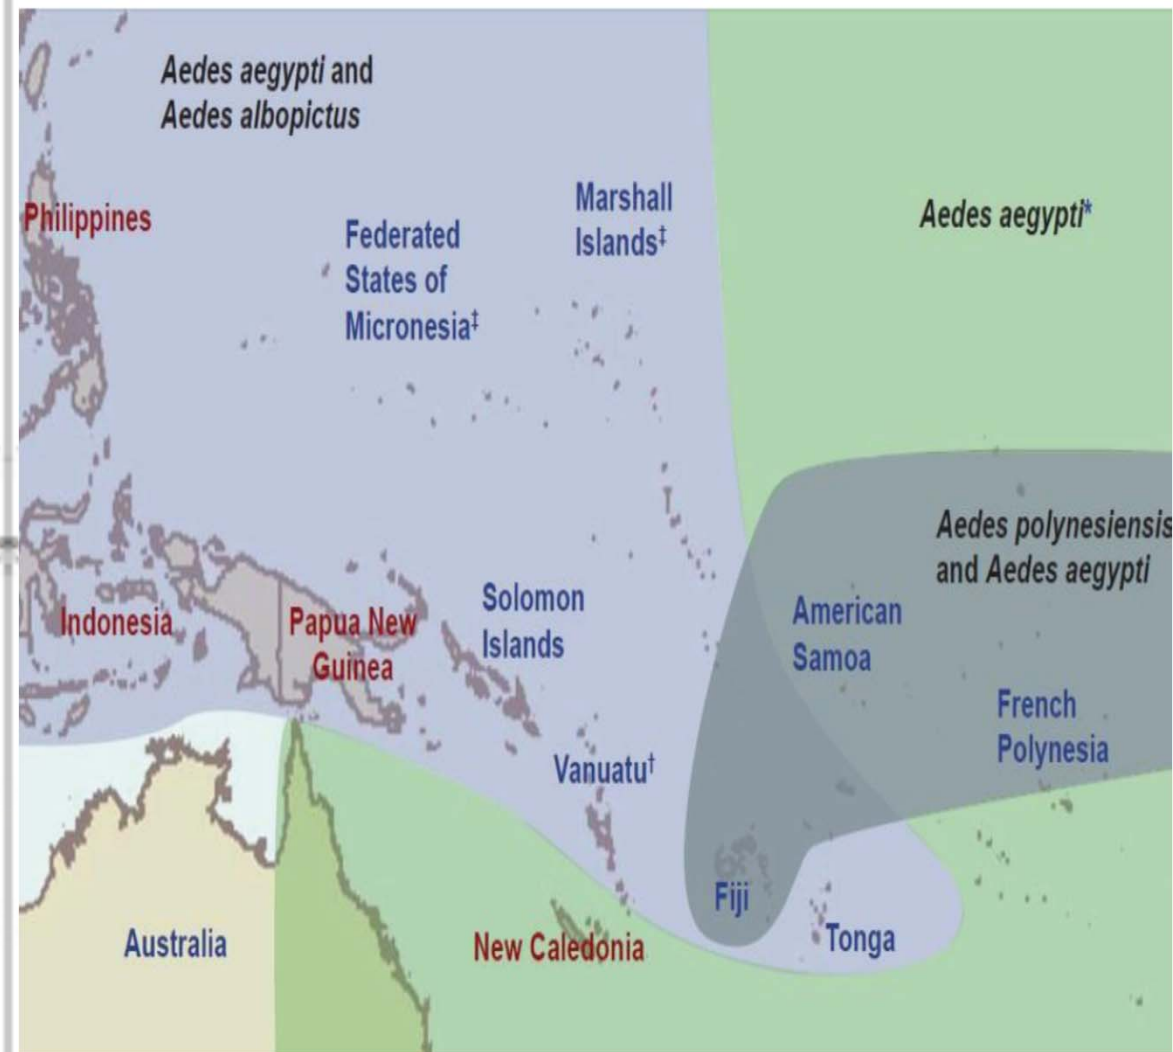 Aedes aegypti and
Aedes albopictus
Philippines
Federated
States of
Micronesia‡
Marshall
Islands‡
Aedes aegypti*
Aedes polynesiensis
and Aedes aegypti
Indonesia
Papua New
Guinea
Solomon
Islands
American
Samoa
French
Polynesia
Vanuatu†
Fiji
Tonga
Australia
New Caledonia